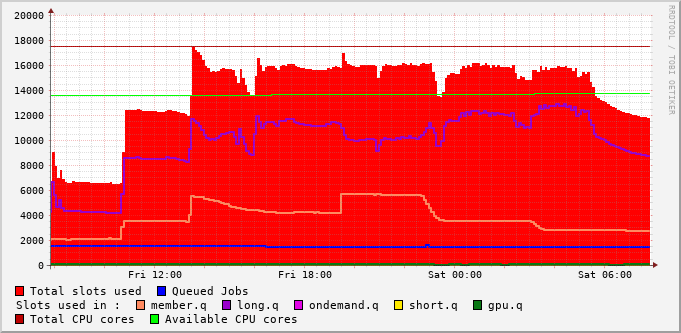 20000
18000
16000
14000
12000
10000
8000
6000
4000
2000
0
Fri 12:00 Fri 18:00 Sat 00:00 Sat 06:00
Total slots used Queued Jobs
Slots used in : member.q long.q ondemand.q short.q gpu.q
Total CPU cores Available CPU cores
RRDTOOL / TOBI OETIKER